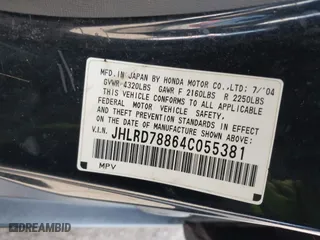 MFD. IN JAPAN BY HONDA MOTOR CO.,LTD. 7/'04
GVWR 4320LBS GAWR F 2160LBS R 2250LBS
THIS VEHICLE CONFORMS TO ALL APPLICABLE
FEDERAL MOTOR VEHICLE SAFETY, BUMPER
AND THEFT PREVENTION STANDARDS IN EFFECT
ON THE DATE OF MANUFACTURE SHOWN ABOVE.
V.I.N. JHLRD78864C055381
MPV
DREAMBID